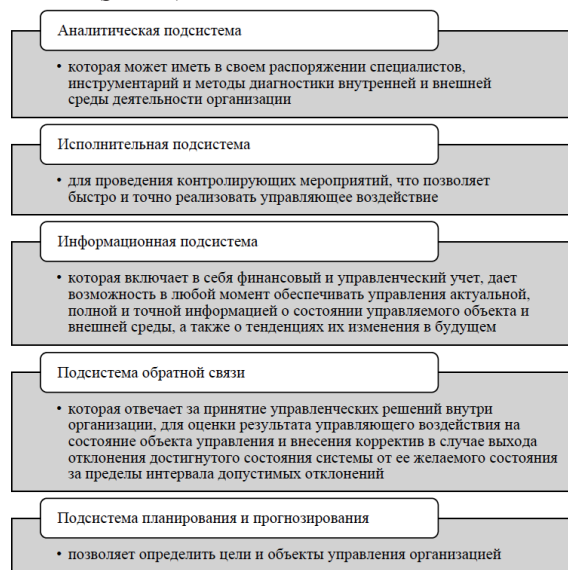 Аналитическая подсистема
• которая может иметь в своем распоряжении специалистов,
инструментарий и методы диагностики внутренней и внешней
среды деятельности организации
Исполнительная подсистема
• для проведения контролирующих мероприятий, что позволяет
быстро и точно реализовать управляющее воздействие
Информационная подсистема
• которая включает в себя финансовый и управленческий учет, дает
возможность в любой момент обеспечивать управления актуальной,
полной и точной информацией о состоянии управляемого объекта и
внешней среды, а также о тенденциях их изменения в будущем
Подсистема обратной связи
• которая отвечает за принятие управленческих решений внутри
организации, для оценки результата управляющего воздействия на
состояние объекта управления и внесения корректив в случае выхода
отклонения достигнутого состояния системы от ее желаемого состояния
за пределы интервала допустимых отклонений
Подсистема планирования и прогнозирования
• позволяет определить цели и объекты управления организацией